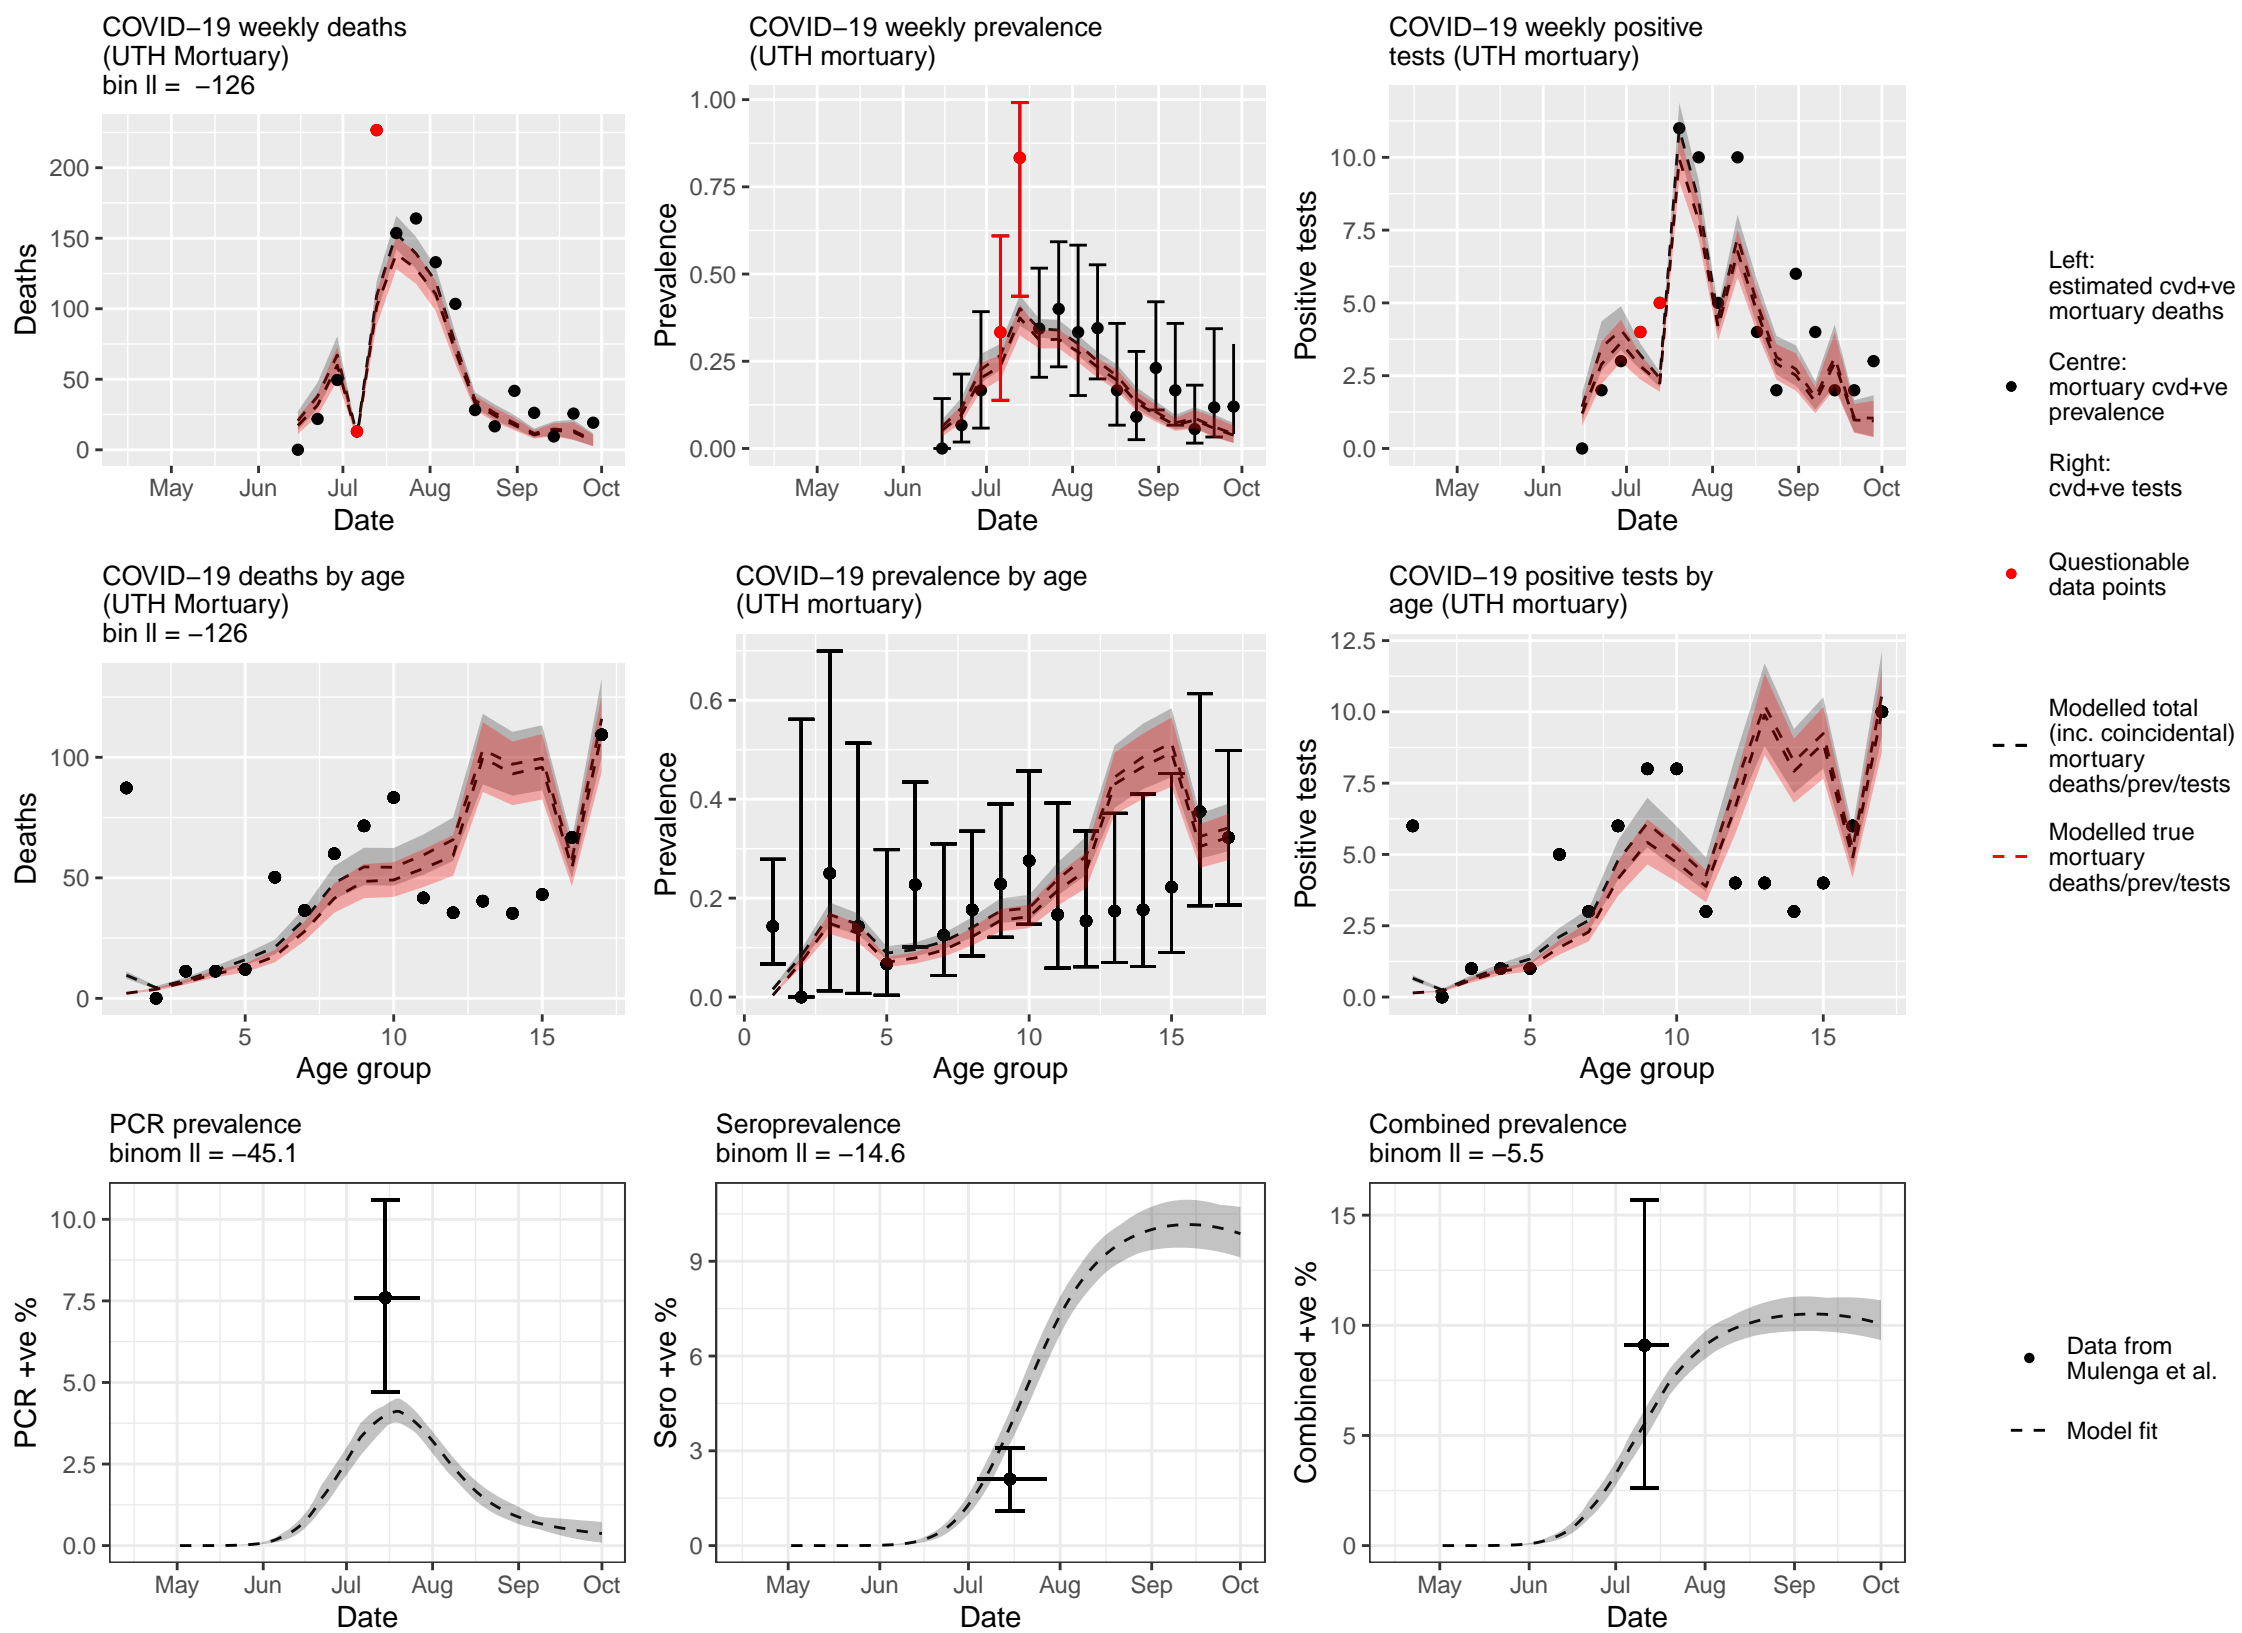 COVID−19 weekly deaths
(UTH Mortuary)
bin ll =  −126
Deaths
200
150
100
50
0
May Jun Jul Aug Sep Oct
Date
COVID−19 weekly prevalence
(UTH mortuary)
Prevalence
1.00
0.75
0.50
0.25
0.00
May Jun Jul Aug Sep Oct
Date
COVID−19 weekly positive
tests (UTH mortuary)
Positive tests
10.0
7.5
5.0
2.5
0.0
May Jun Jul Aug Sep Oct
Date
Left:
estimated cvd+ve
mortuary deaths
Centre:
mortuary cvd+ve
prevalence
Right:
cvd+ve tests
Questionable
data points
Modelled total
(inc. coincidental)
mortuary
deaths/prev/tests
Modelled true
mortuary
deaths/prev/tests
COVID−19 deaths by age
(UTH Mortuary)
bin ll = −126
Deaths
100
50
0
5 10 15
Age group
COVID−19 prevalence by age
(UTH mortuary)
Prevalence
0.6
0.4
0.2
0.0
0 5 10 15
Age group
COVID−19 positive tests by
age (UTH mortuary)
Positive tests
12.5
10.0
7.5
5.0
2.5
0.0
5 10 15
Age group
PCR prevalence
binom ll = −45.1
PCR +ve %
10.0
7.5
5.0
2.5
0.0
May Jun Jul Aug Sep Oct
Date
Seroprevalence
binom ll = −14.6
Sero +ve %
9
6
3
0
May Jun Jul Aug Sep Oct
Date
Combined prevalence
binom ll = −5.5
Combined +ve %
15
10
5
0
May Jun Jul Aug Sep Oct
Date
Data from
Mulenga et al.
Model fit